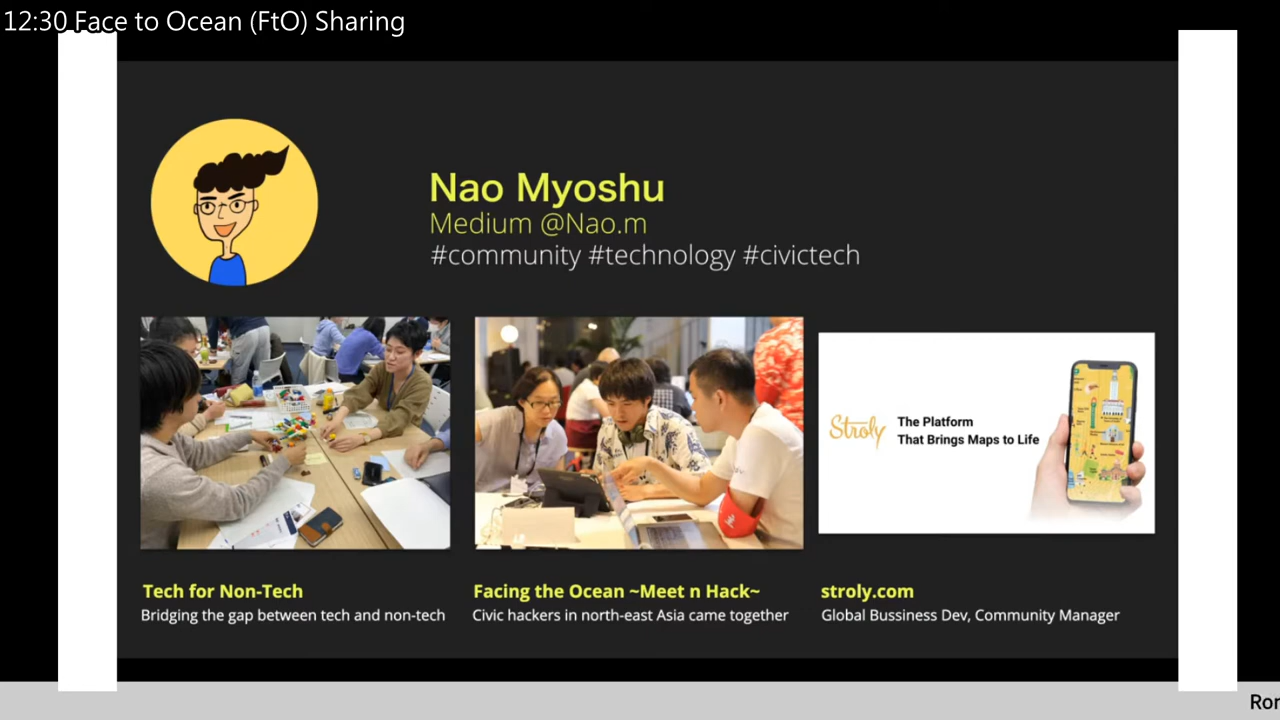 12:30 Face to Ocean (FtO) Sharing
Nao Myoshu
Medium @Nao.m
#community #technology #civictech
Stroly
The Platform
That Brings Maps to Life
Tech for Non-Tech
Bridging the gap between tech and non-tech
Facing the Ocean ~Meet n Hack~
Civic hackers in north-east Asia came together
stroly.com
Global Bussiness Dev, Community Manager